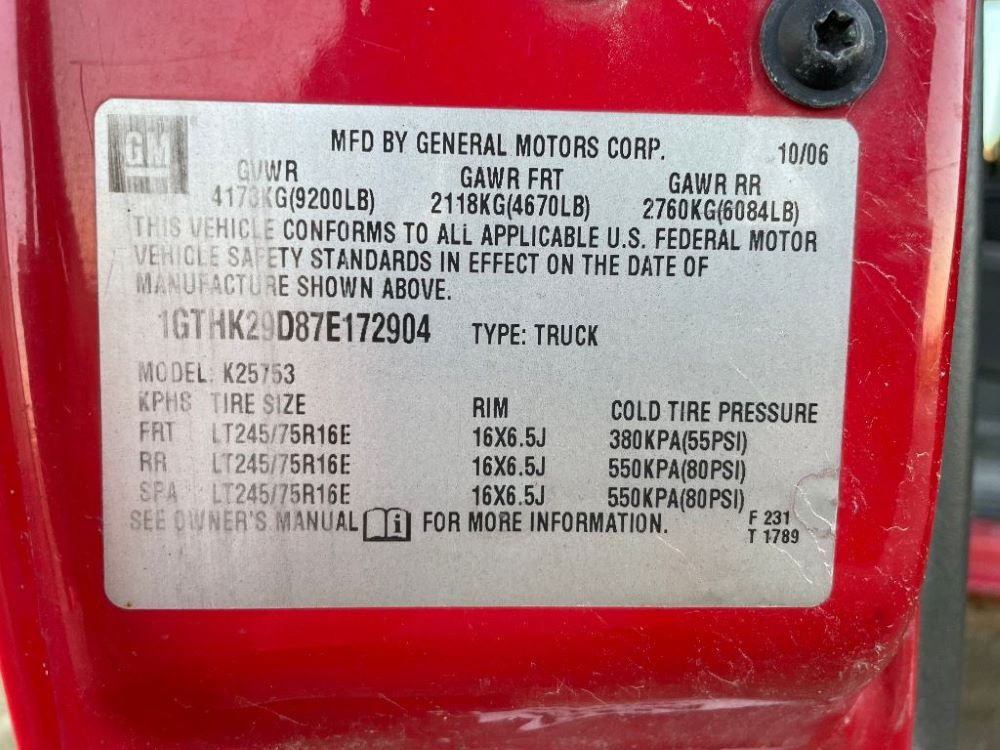 GM
MFD BY GENERAL MOTORS CORP. 10/06
GVWR GAWR FRT GAWR RR
4173KG(9200LB) 2118KG(4670LB) 2760KG(6084LB)
THIS VEHICLE CONFORMS TO ALL APPLICABLE U.S. FEDERAL MOTOR
VEHICLE SAFETY STANDARDS IN EFFECT ON THE DATE OF
MANUFACTURE SHOWN ABOVE.
1GTHK29D87E172904 TYPE: TRUCK
MODEL: K25753
KPHS TIRE SIZE RIM COLD TIRE PRESSURE
FRT LT245/75R16E 16X6.5J 380KPA(55PSI)
RR LT245/75R16E 16X6.5J 550KPA(80PSI)
SPA LT245/75R16E 16X6.5J 550KPA(80PSI)
SEE OWNER'S MANUAL i FOR MORE INFORMATION.
F 231
T 1789